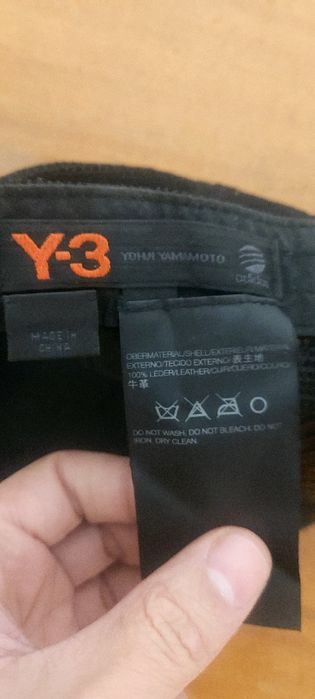 Y-3 YOHJI YAMAMOTO adidas
MADE IN
CHINA
OBERMATERIAL/SHELL/EXTERIEUR/MATERIAL
EXTERNO/TECIDO EXTERNO/表生地
100% LEDER/LEATHER/CUIR/CUERO/COURO/
牛革
DO NOT WASH. DO NOT BLEACH. DO NOT
IRON. DRY CLEAN.